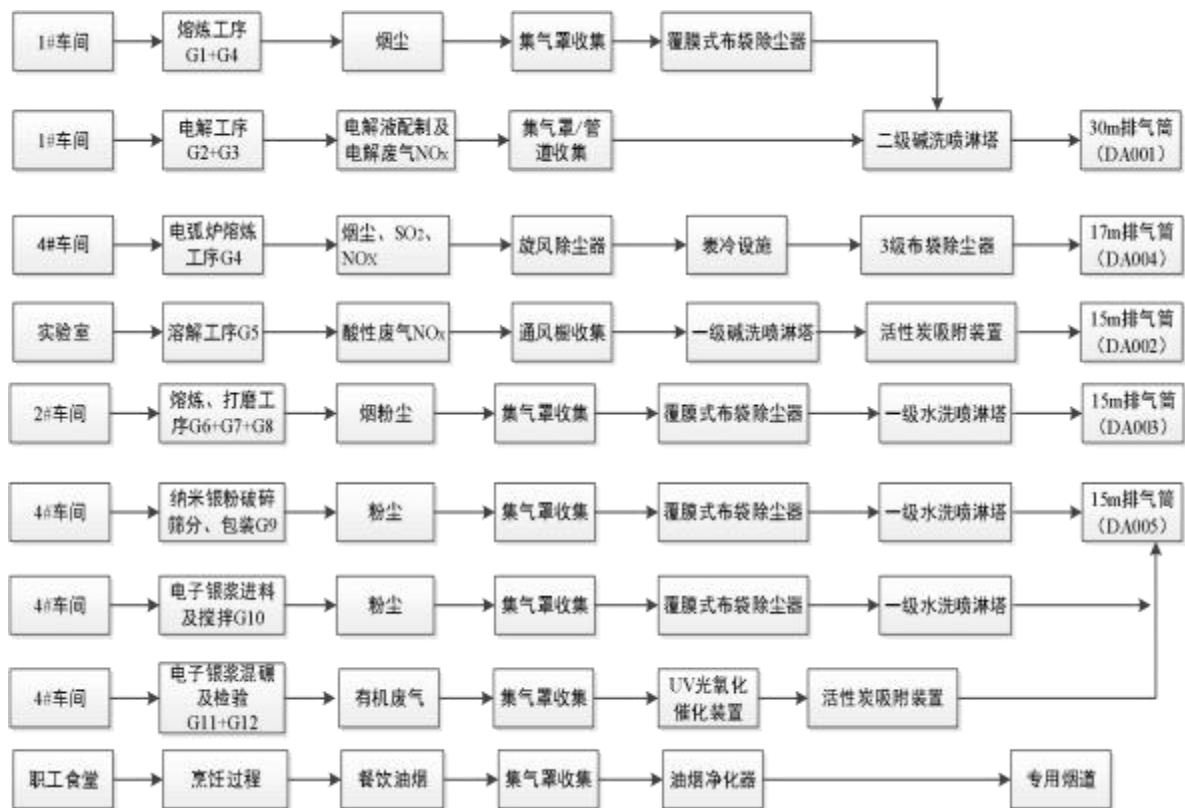 1#车间
熔炼工序
G1+G4
烟尘
集气罩收集
覆膜式布袋除尘器
1#车间
电解工序
G2+G3
电解液配制及
电解废气NOx
集气罩/管
道收集
二级碱洗喷淋塔
30m排气筒
（DA001）
4#车间
电弧炉熔炼
工序G4
烟尘、SO2、
NOX
旋风除尘器
表冷设施
3级布袋除尘器
17m排气筒
（DA004）
实验室
溶解工序G5
酸性废气NOx
通风橱收集
一级碱洗喷淋塔
活性炭吸附装置
15m排气筒
（DA002）
2#车间
熔炼、打磨工
序G6+G7+G8
烟粉尘
集气罩收集
覆膜式布袋除尘器
一级水洗喷淋塔
15m排气筒
（DA003）
4#车间
纳米银粉破碎
筛分、包装G9
粉尘
集气罩收集
覆膜式布袋除尘器
一级水洗喷淋塔
15m排气筒
（DA005）
4#车间
电子银浆进料
及搅拌G10
粉尘
集气罩收集
覆膜式布袋除尘器
一级水洗喷淋塔
4#车间
电子银浆混碾
及检验
G11+G12
有机废气
集气罩收集
UV光氧化
催化装置
活性炭吸附装置
职工食堂
烹饪过程
餐饮油烟
集气罩收集
油烟净化器
专用烟道